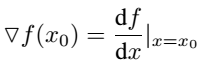 ▽f(x₀) = df/dx|ₓ₌ₓ₀